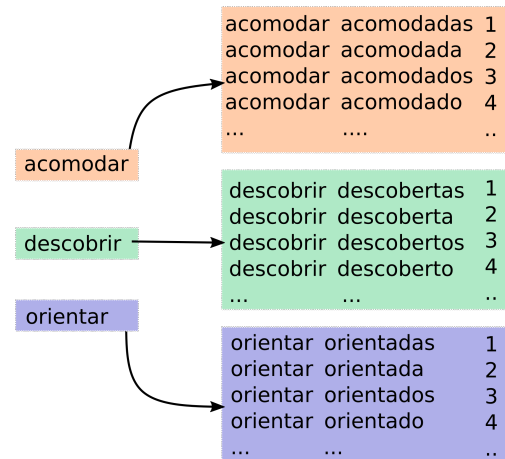 acomodar
acomodar acomodadas 1
acomodar acomodada 2
acomodar acomodados 3
acomodar acomodado 4
... .... ..
descobrir
descobrir descobertas 1
descobrir descoberta 2
descobrir descobertos 3
descobrir descoberto 4
... ... ..
orientar
orientar orientadas 1
orientar orientada 2
orientar orientados 3
orientar orientado 4
... ... ..